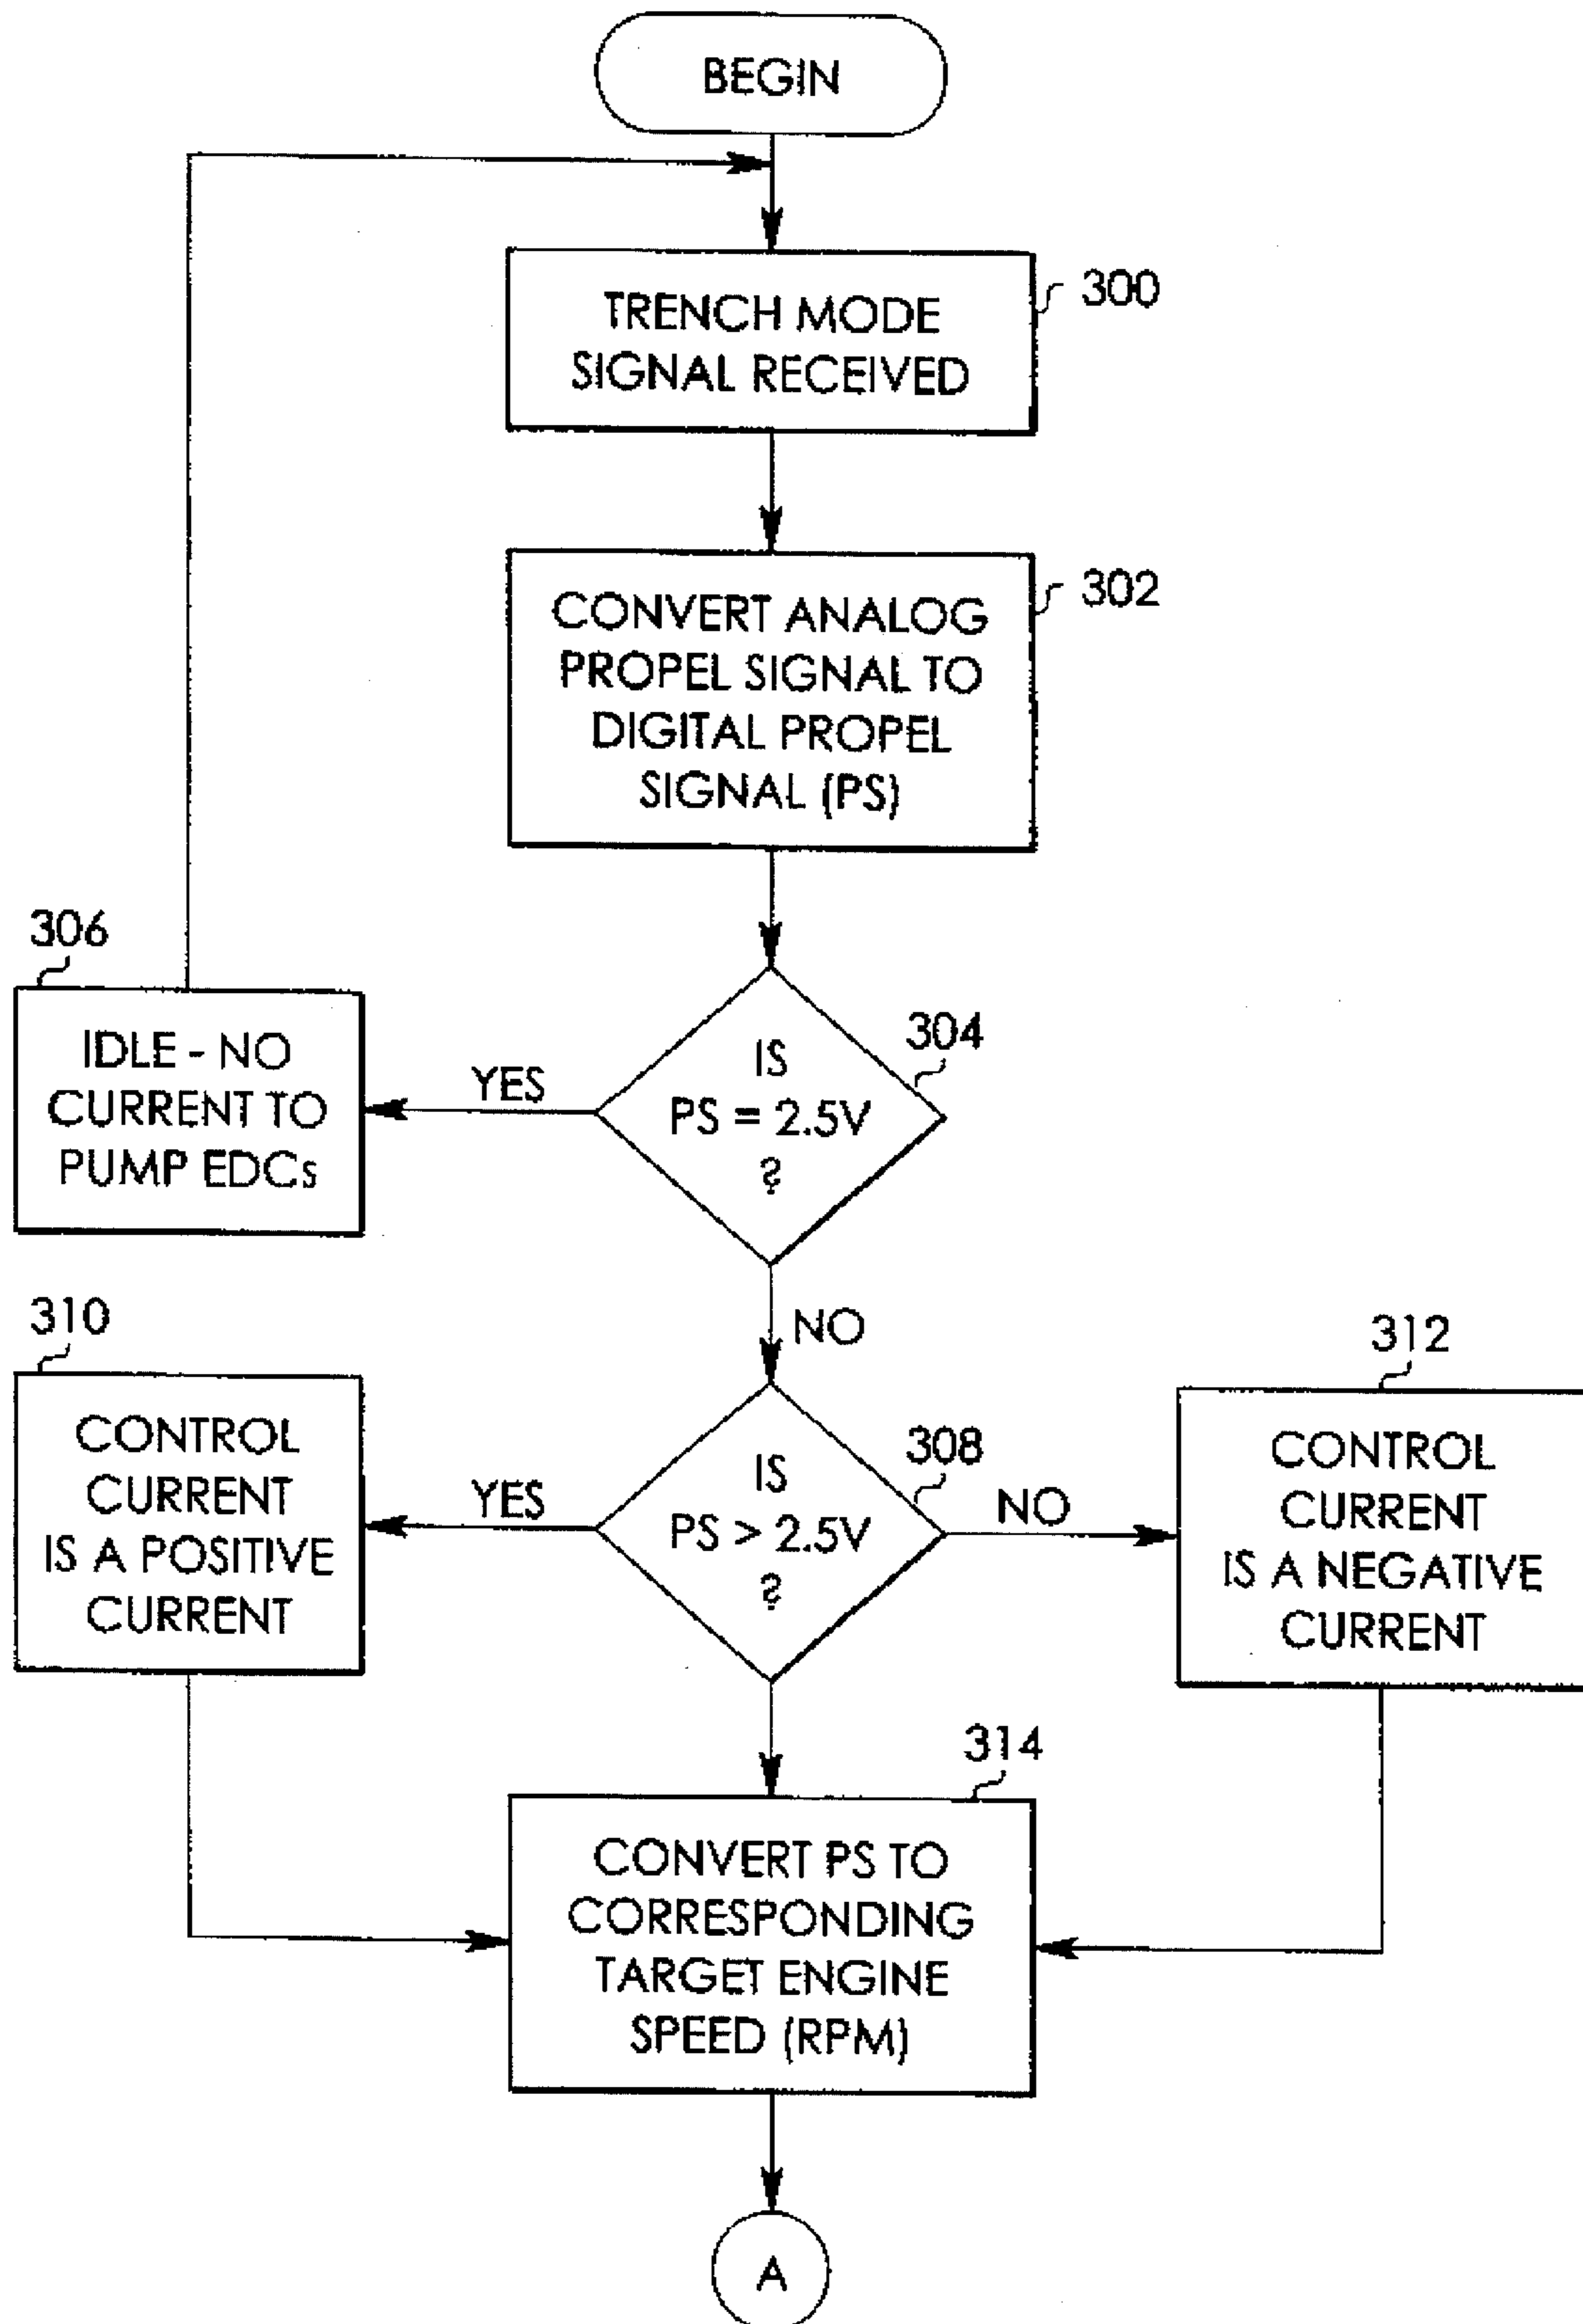 BEGIN
300
TRENCH MODE
SIGNAL RECEIVED
302
CONVERT ANALOG
PROPEL SIGNAL TO
DIGITAL PROPEL
SIGNAL (PS)
306
IDLE - NO
CURRENT TO
PUMP EDCs
YES
304
IS
PS = 2.5V
?
NO
310
CONTROL
CURRENT
IS A POSITIVE
CURRENT
YES
308
IS
PS > 2.5V
?
NO
312
CONTROL
CURRENT
IS A NEGATIVE
CURRENT
314
CONVERT PS TO
CORRESPONDING
TARGET ENGINE
SPEED (RPM)
A